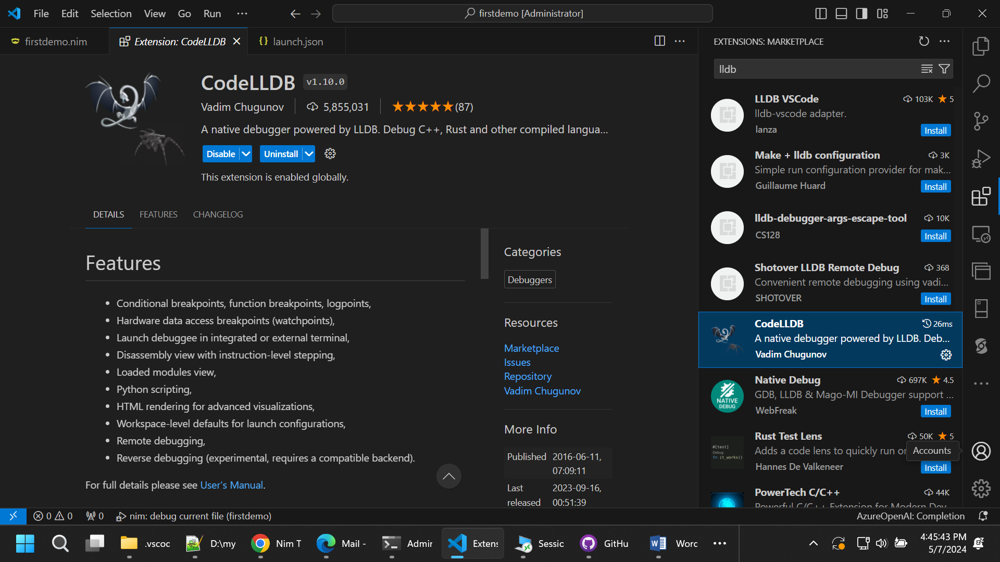 File Edit Selection View Go Run ...
firstdemo [Administrator]
firstdemo.nim
Extension: CodeLLDB
launch.json
CodeLLDB v1.10.0
Vadim Chugunov 5,855,031 (87)
A native debugger powered by LLDB. Debug C++, Rust and other compiled langua...
Disable Uninstall
This extension is enabled globally.
DETAILS FEATURES CHANGELOG
Features
• Conditional breakpoints, function breakpoints, logpoints,
• Hardware data access breakpoints (watchpoints),
• Launch debuggee in integrated or external terminal,
• Disassembly view with instruction-level stepping,
• Loaded modules view,
• Python scripting,
• HTML rendering for advanced visualizations,
• Workspace-level defaults for launch configurations,
• Remote debugging,
• Reverse debugging (experimental, requires a compatible backend).
For full details please see User's Manual.
Categories
Debuggers
Resources
Marketplace
Issues
Repository
Vadim Chugunov
More Info
Published 2016-06-11,
07:09:11
Last 2023-09-16,
released 00:51:39
EXTENSIONS: MARKETPLACE
lldb
LLDB VSCode 103K 5
lldb-vscode adapter.
lanza Install
Make + lldb configuration 3K
Simple run configuration provider for mak...
Guillaume Huard Install
lldb-debugger-args-escape-tool 10K
CS128 Install
Shotover LLDB Remote Debug 368
Convenient remote debugging using vadi...
SHOTOVER Install
CodeLLDB 26ms
A native debugger powered by LLDB. Deb...
Vadim Chugunov
NATIVE
DEBUG
Native Debug 697K 4.5
GDB, LLDB & Mago-MI Debugger support ...
WebFreak Install
#[test]
Debug
fn it_works()
Rust Test Lens 50K 5
Adds a code lens to quickly run or
Accounts
Hannes De Valkeneer Install
PowerTech C/C++ 44K
Powerful C/C++ Extension for Modern Dev
0 0 0 nim: debug current file (firstdemo)
AzureOpenAI: Completion
.vscoc D:\my Nim T Mail - Admir Extens Sessic GitHu Worc
4:45:43 PM
5/7/2024